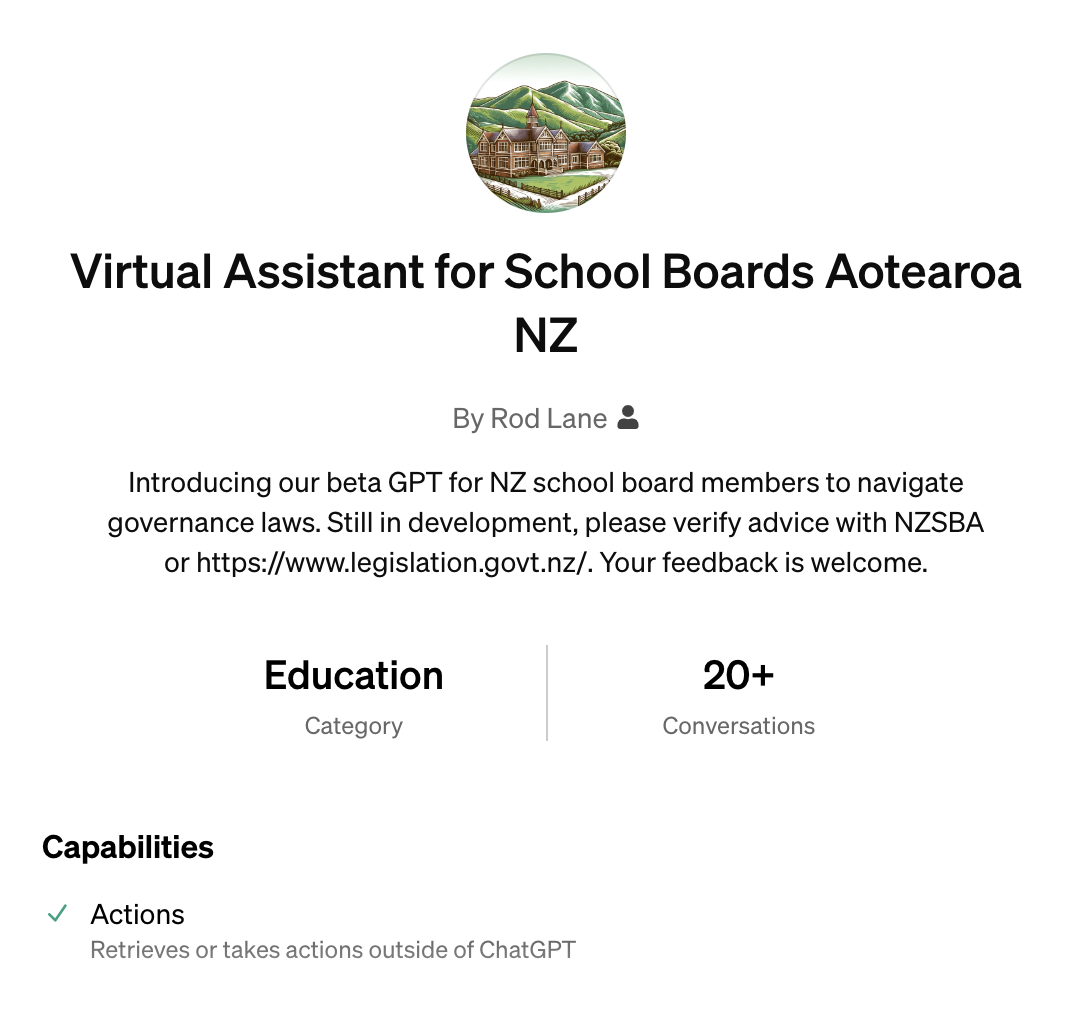 Virtual Assistant for School Boards Aotearoa
NZ
By Rod Lane
Introducing our beta GPT for NZ school board members to navigate
governance laws. Still in development, please verify advice with NZSBA
or https://www.legislation.govt.nz/. Your feedback is welcome.
Education
Category
20+
Conversations
Capabilities
Actions
Retrieves or takes actions outside of ChatGPT